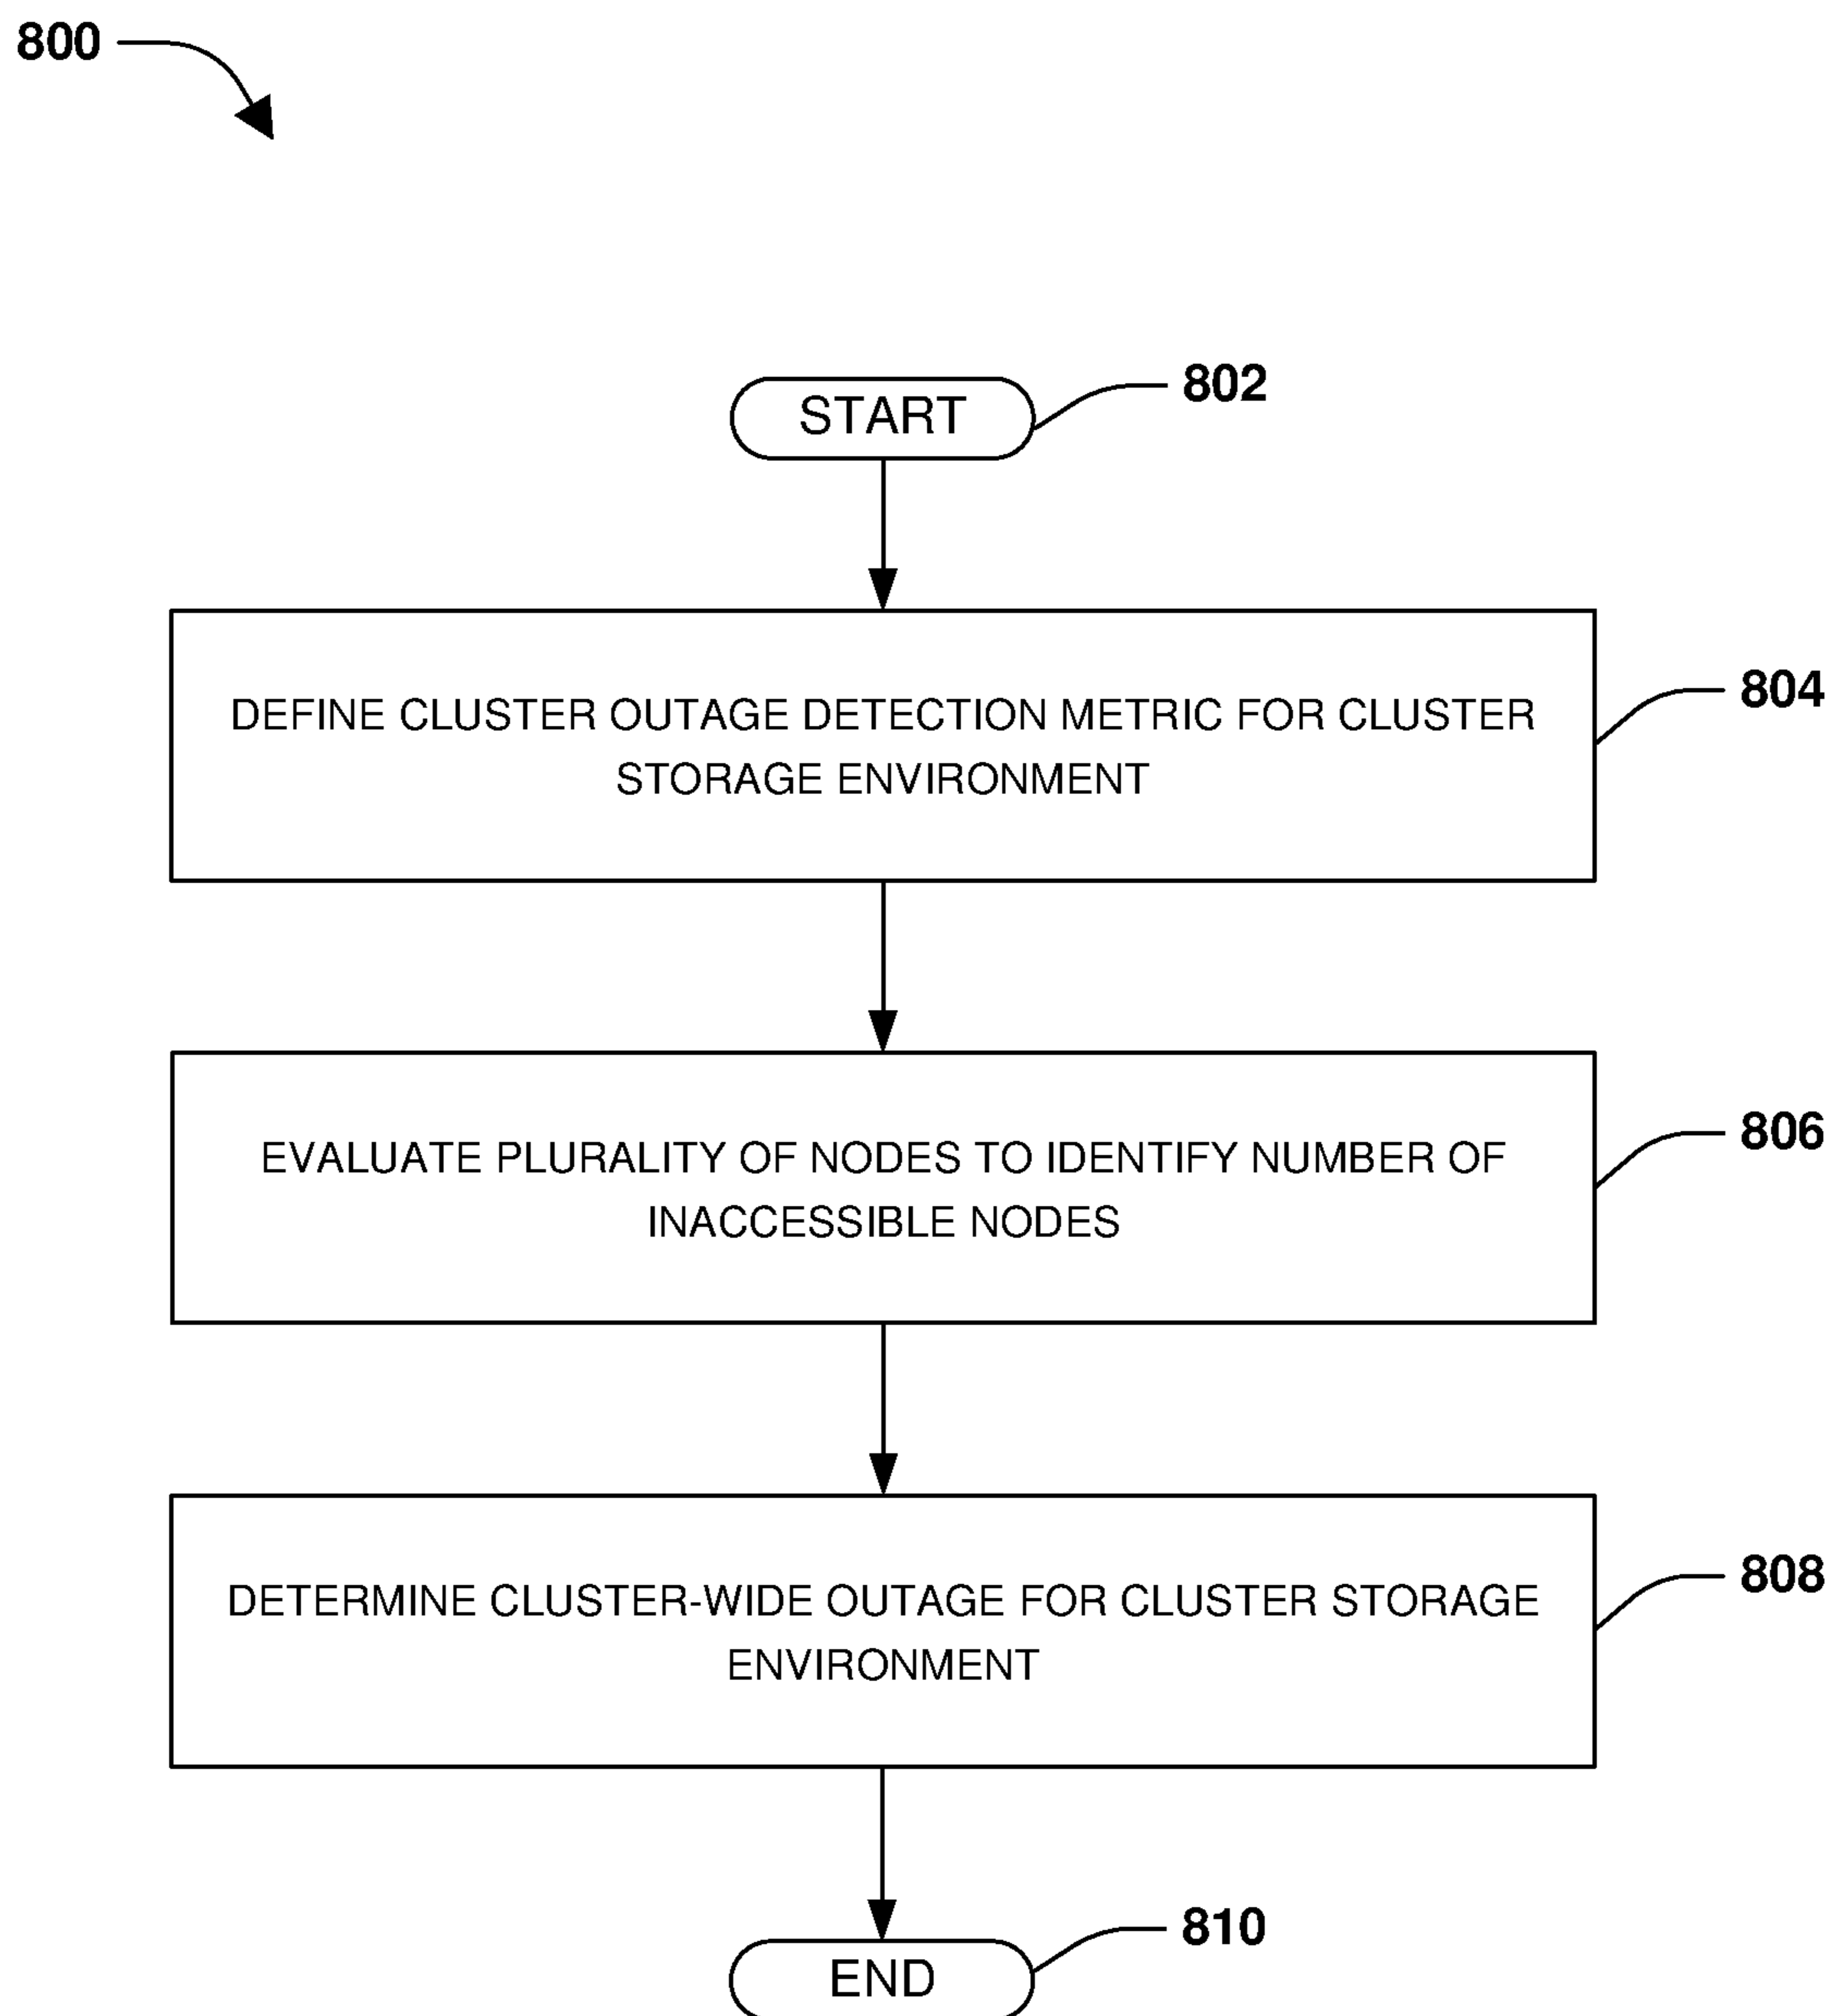 800
START
802
DEFINE CLUSTER OUTAGE DETECTION METRIC FOR CLUSTER
STORAGE ENVIRONMENT
804
EVALUATE PLURALITY OF NODES TO IDENTIFY NUMBER OF
INACCESSIBLE NODES
806
DETERMINE CLUSTER-WIDE OUTAGE FOR CLUSTER STORAGE
ENVIRONMENT
808
END
810